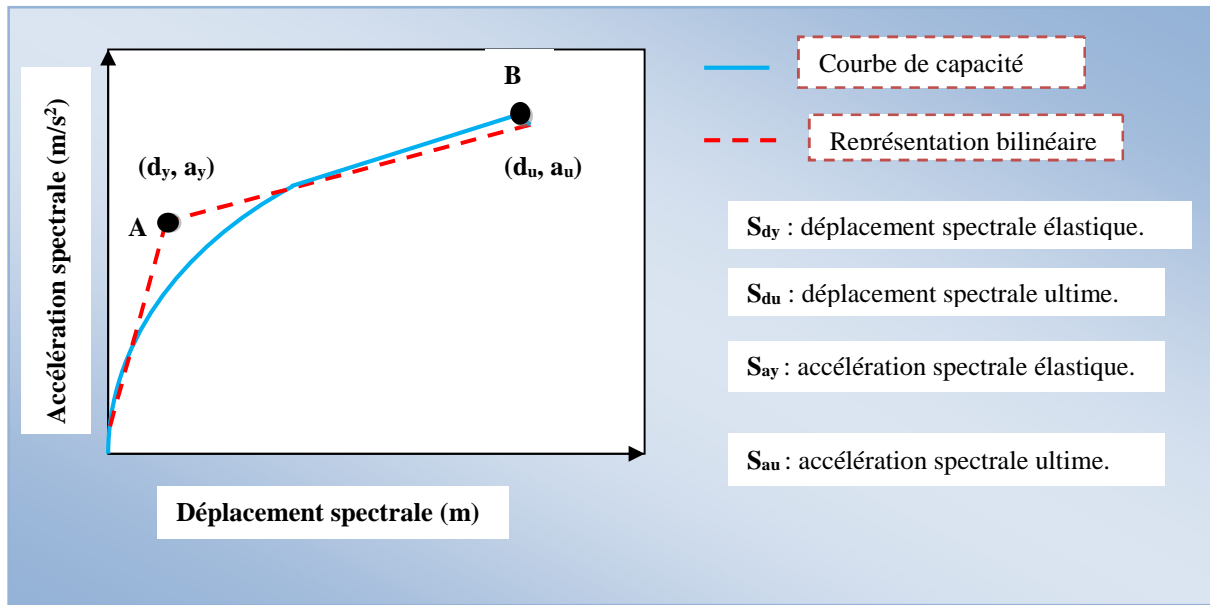 Accélération spectrale (m/s²)
B
(dy, ay)
A
(du, au)
Déplacement spectrale (m)
Courbe de capacité
Représentation bilinéaire
Sdy : déplacement spectrale élastique.
Sdu : déplacement spectrale ultime.
Say : accélération spectrale élastique.
Sau : accélération spectrale ultime.